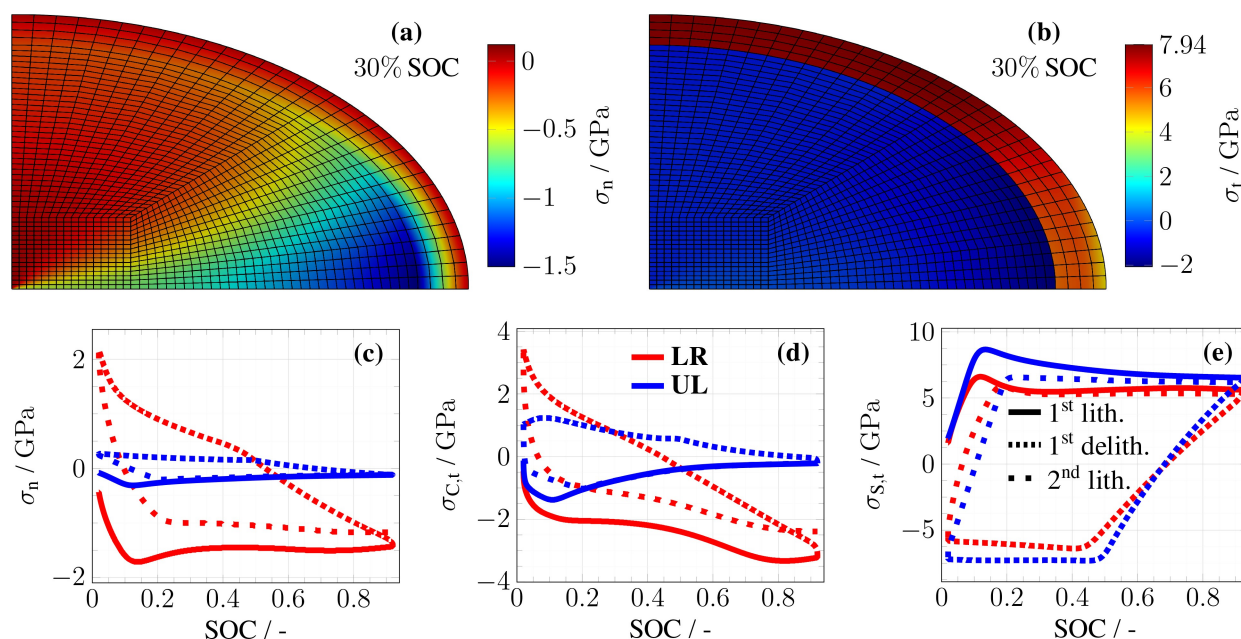 (a)
30% SOC
0
−0.5
−1
−1.5
σn / GPa
(b)
30% SOC
7.94
6
4
2
0
−2
σt / GPa
(c)
2
0
−2
σn / GPa
0 0.2 0.4 0.6 0.8
SOC / -
(d)
LR
UL
4
2
0
−2
−4
σC,t / GPa
0 0.2 0.4 0.6 0.8
SOC / -
(e)
10
5
0
−5
σS,t / GPa
1st lith.
1st delith.
2nd lith.
0 0.2 0.4 0.6 0.8
SOC / -